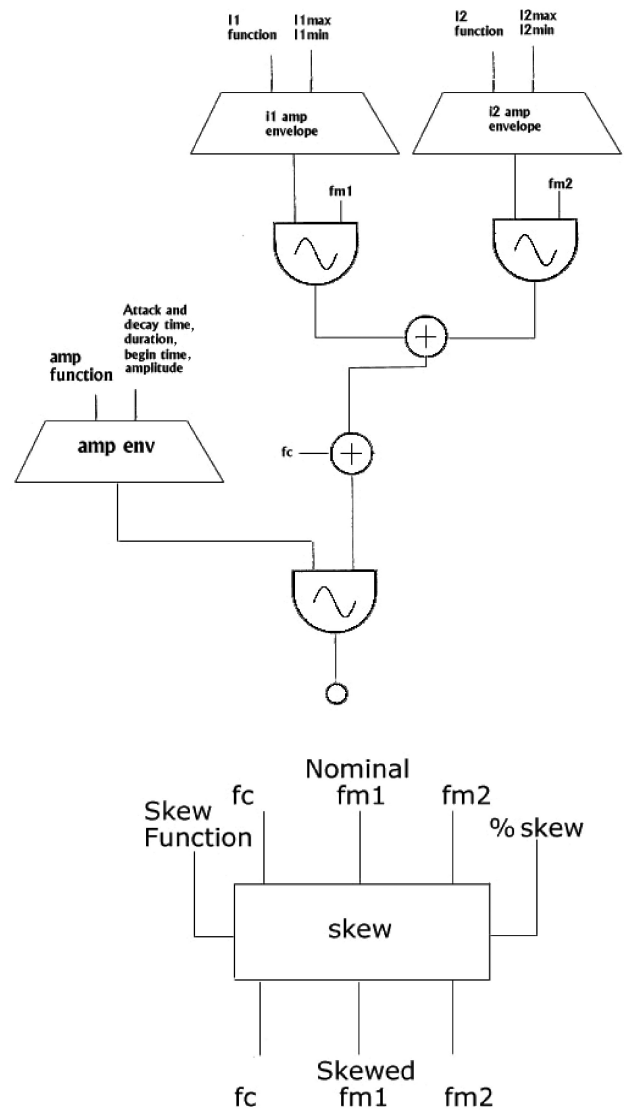 I1 function
I1max
I1min
I2 function
I2max
I2min
i1 amp
envelope
i2 amp
envelope
fm1
fm2
Attack and
decay time,
duration,
begin time,
amplitude
amp
function
amp env
fc
Nominal
fc fm1 fm2
Skew
Function
% skew
skew
Skewed
fc fm1 fm2